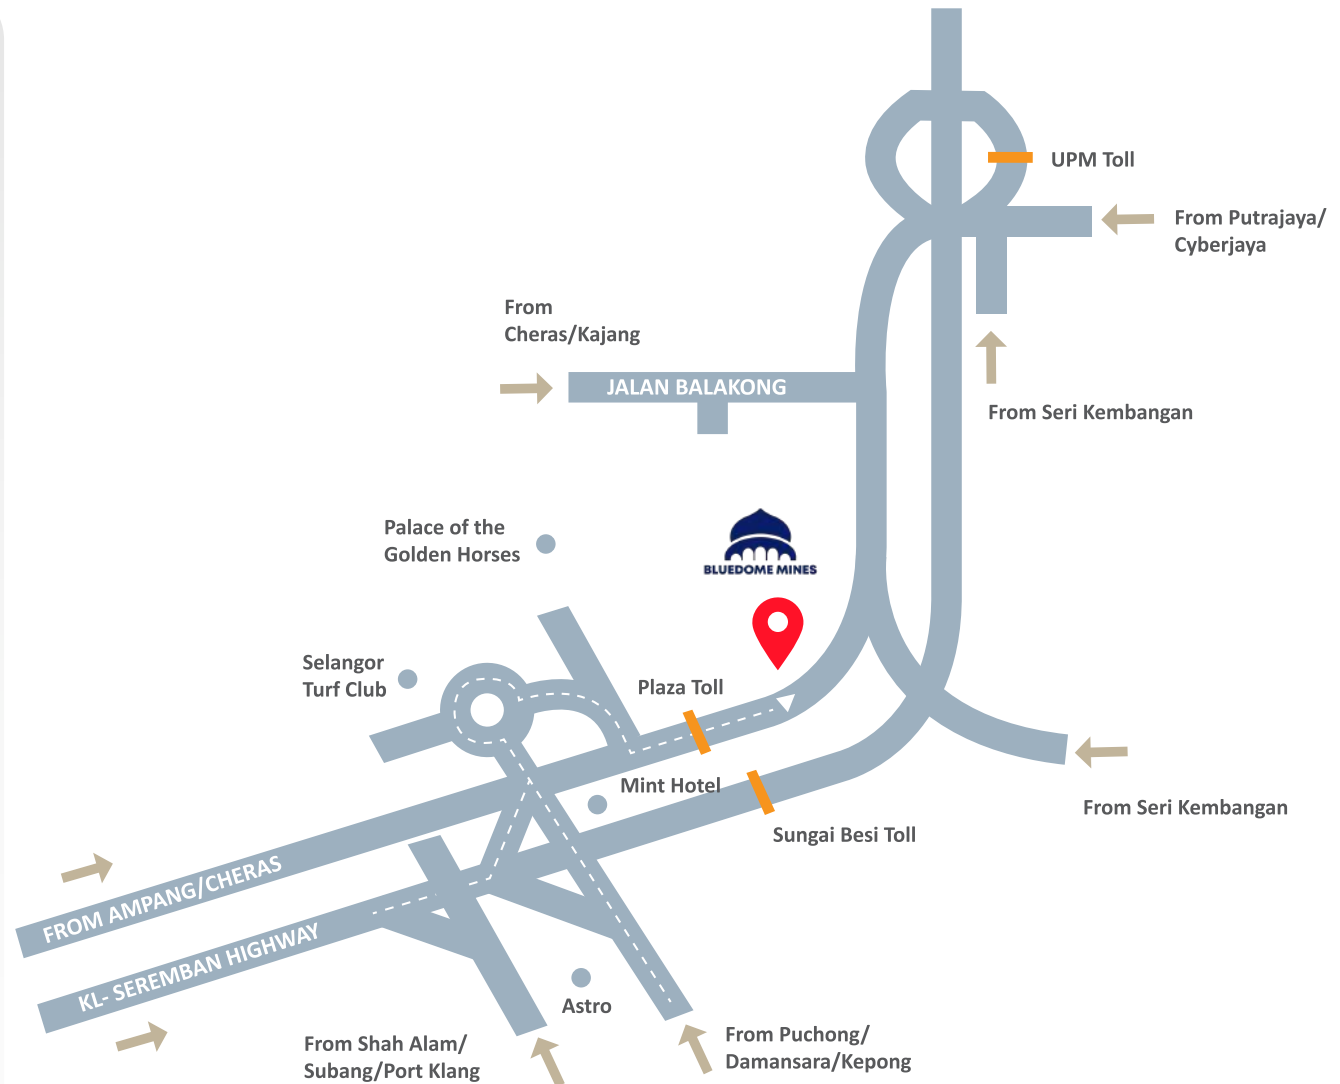 UPM Toll
From Putrajaya/
Cyberjaya
From
Cheras/Kajang
JALAN BALAKONG
From Seri Kembangan
Palace of the
Golden Horses
BLUEDOME MINES
Selangor
Turf Club
Plaza Toll
Mint Hotel
From Seri Kembangan
Sungai Besi Toll
FROM AMPANG/CHERAS
KL- SEREMBAN HIGHWAY
Astro
From Shah Alam/
Subang/Port Klang
From Puchong/
Damansara/Kepong